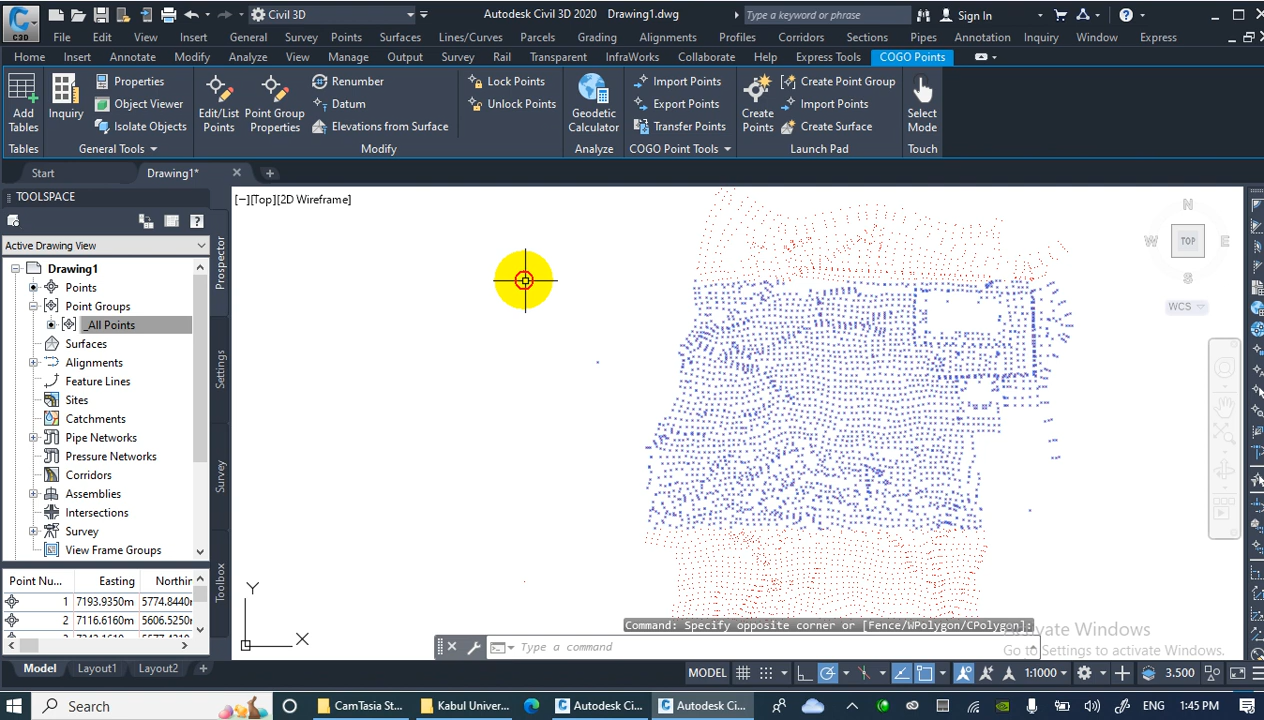 C3D
Civil 3D
Autodesk Civil 3D 2020 Drawing1.dwg
Type a keyword or phrase
Sign In
File Edit View Insert General Survey Points Surfaces Lines/Curves Parcels Grading Alignments Profiles Corridors Sections Pipes Annotation Inquiry Window Express
Home Insert Annotate Modify Analyze View Manage Output Survey Rail Transparent InfraWorks Collaborate Help Express Tools COGO Points
Add Tables
Inquiry
Properties
Object Viewer
Isolate Objects
Edit/List Points
Point Group Properties
Renumber
Datum
Elevations from Surface
Lock Points
Unlock Points
Geodetic Calculator
Import Points
Export Points
Transfer Points
Create Points
Create Point Group
Import Points
Create Surface
Select Mode
Tables General Tools Modify Analyze COGO Point Tools Launch Pad Touch
Start Drawing1*
TOOLSPACE
Active Drawing View
Drawing1
Points
Point Groups
_All Points
Surfaces
Alignments
Feature Lines
Sites
Catchments
Pipe Networks
Pressure Networks
Corridors
Assemblies
Intersections
Survey
View Frame Groups
Prospector
Settings
Survey
Toolbox
Point Nu... Easting Northir
1 7193.9350m 5774.8440
2 7116.6160m 5606.5250
[−][Top][2D Wireframe]
N
W TOP E
S
WCS
Y
X
Command: Specify opposite corner or [Fence/WPolygon/CPolygon]:
Type a command
Activate Windows
Go to Settings to activate Windows.
Model Layout1 Layout2 +
MODEL 1:1000 3.500
Search
CamTasia St...
Kabul Univer...
Autodesk Ci...
Autodesk Ci...
ENG
1:45 PM